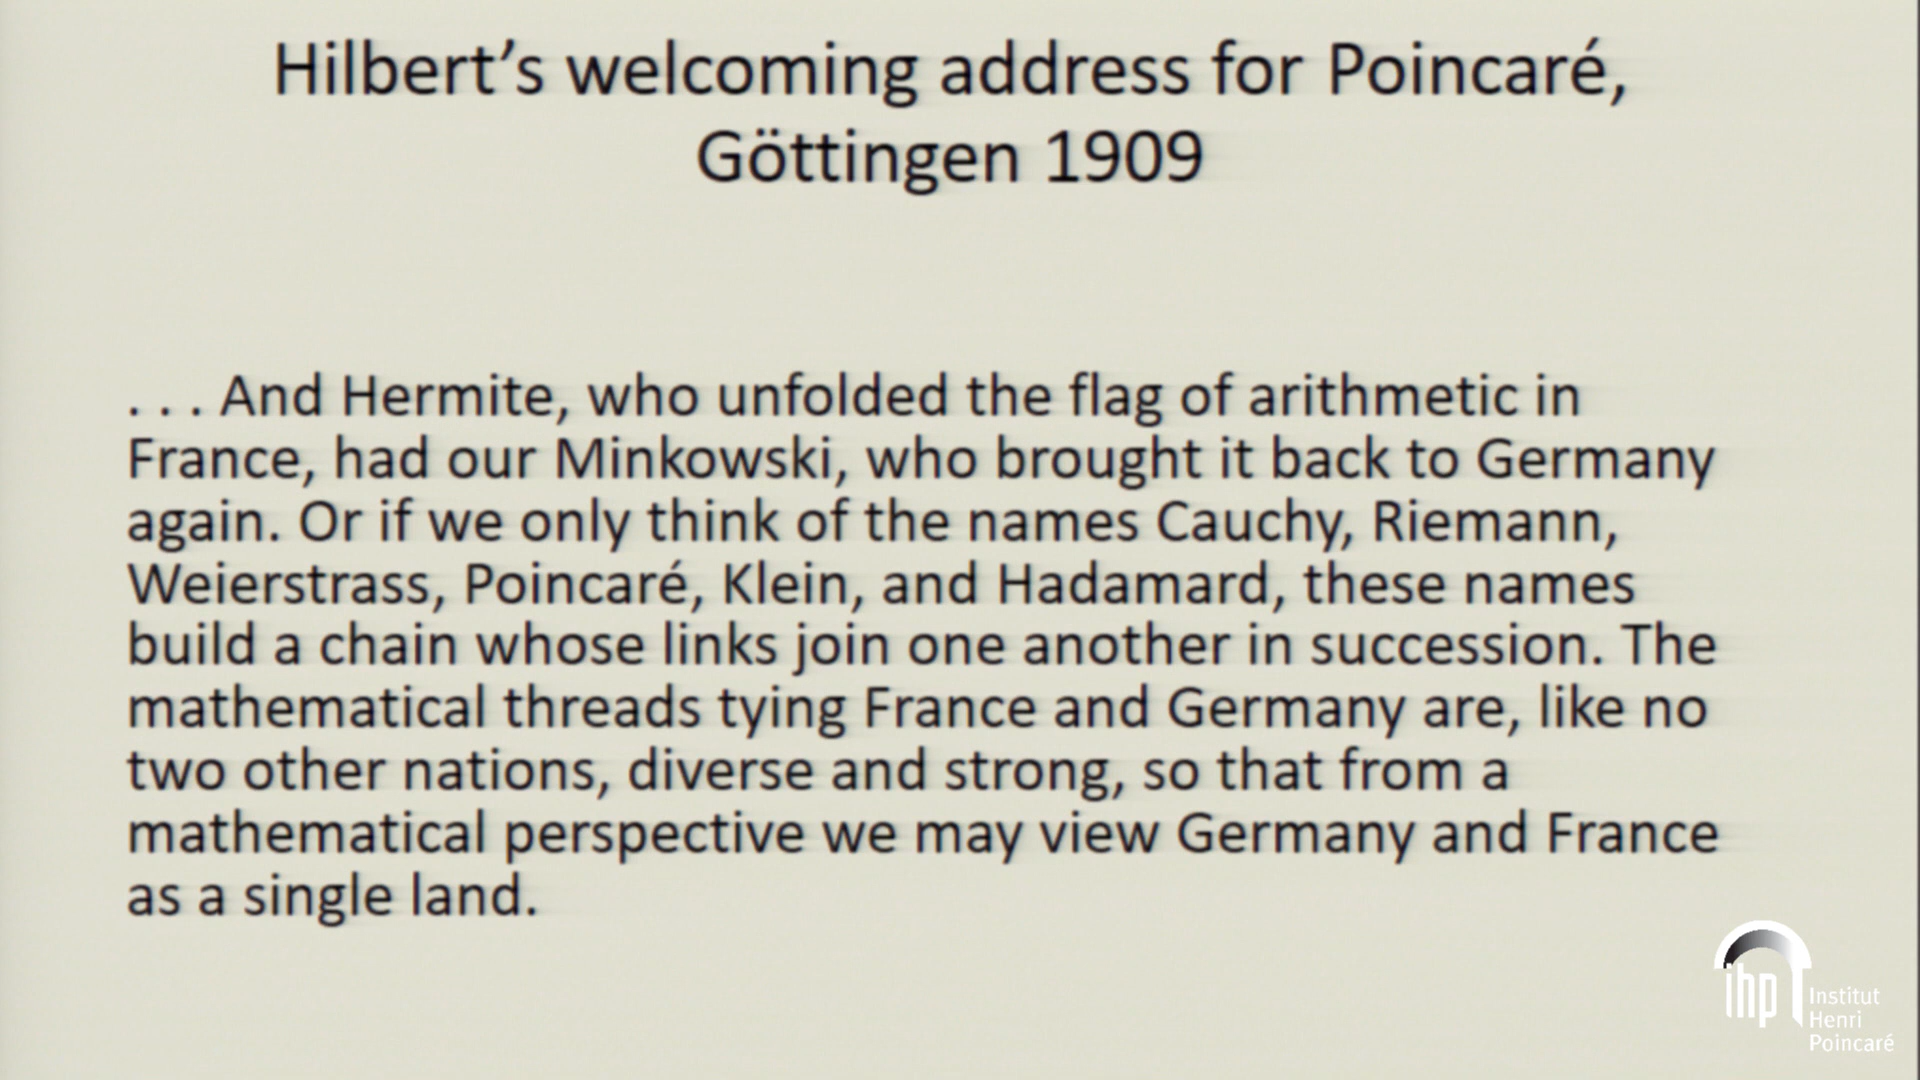 Hilbert’s welcoming address for Poincaré,
Göttingen 1909
. . . And Hermite, who unfolded the flag of arithmetic in
France, had our Minkowski, who brought it back to Germany
again. Or if we only think of the names Cauchy, Riemann,
Weierstrass, Poincaré, Klein, and Hadamard, these names
build a chain whose links join one another in succession. The
mathematical threads tying France and Germany are, like no
two other nations, diverse and strong, so that from a
mathematical perspective we may view Germany and France
as a single land.
ihp
Institut
Henri
Poincaré